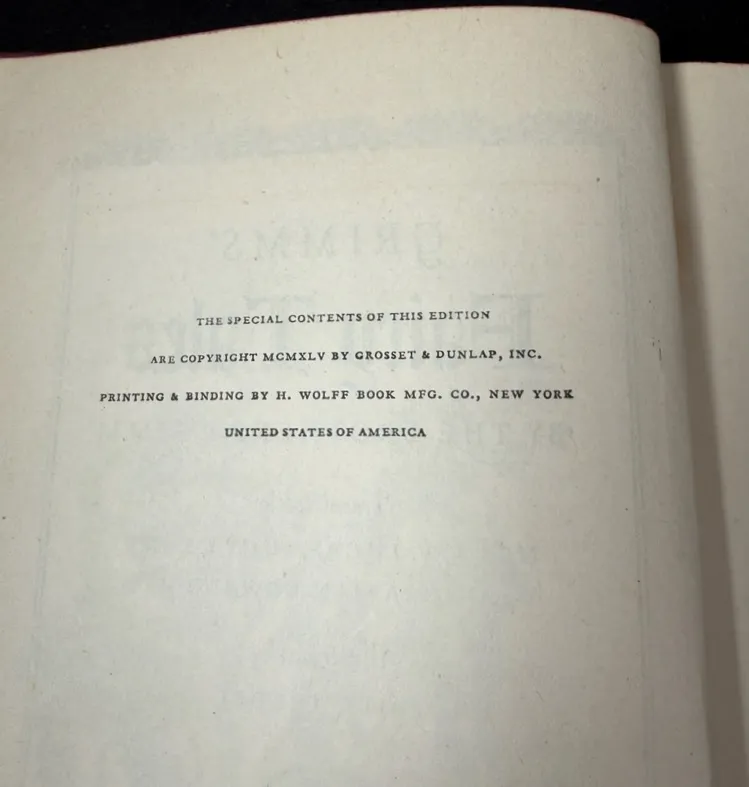 THE SPECIAL CONTENTS OF THIS EDITION
ARE COPYRIGHT MCMXLV BY GROSSET & DUNLAP, INC.
PRINTING & BINDING BY H. WOLFF BOOK MFG. CO., NEW YORK
UNITED STATES OF AMERICA
GRIMMS'